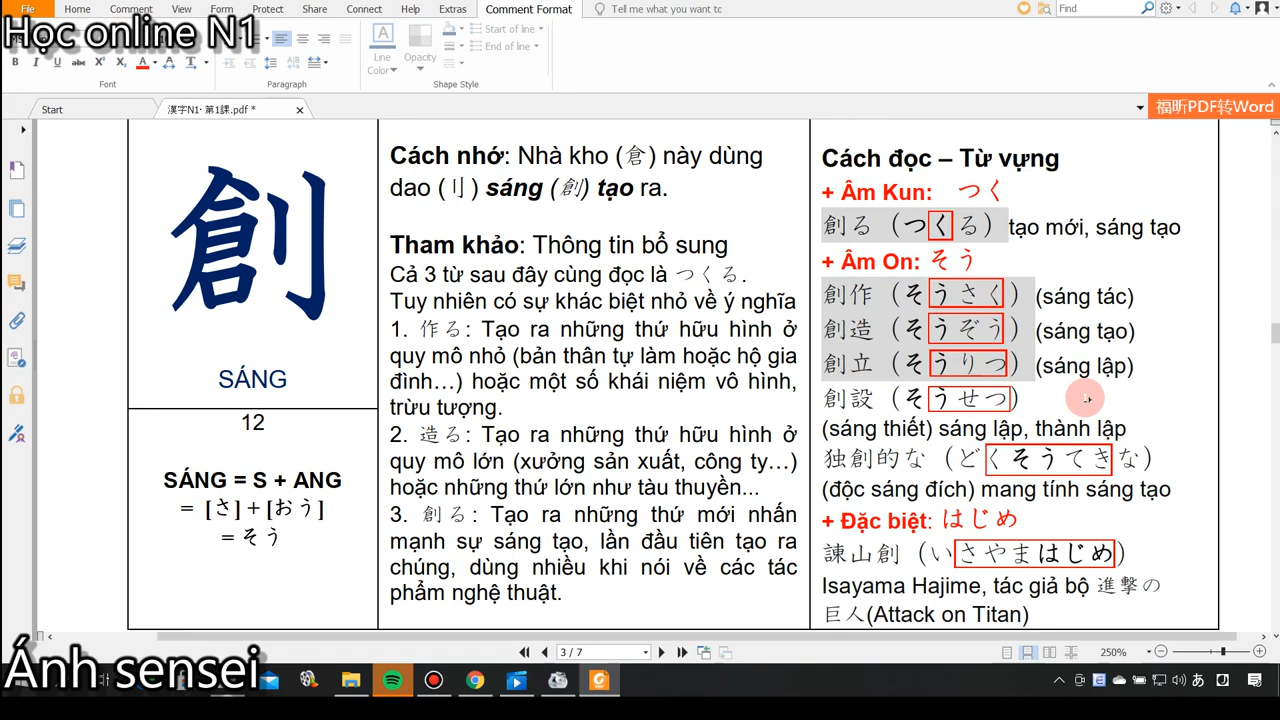 File Home Comment View Form Protect Share Connect Help Extras Comment Format Tell me what you want tc Find
Học online N1
Line Color
Opacity
Start of line
End of line
Font Paragraph Shape Style
Start 漢字N1- 第1課.pdf * 福昕PDF转Word
創
SÁNG
12
SÁNG = S + ANG
= [さ] + [おう]
= そう
Cách nhớ: Nhà kho (倉) này dùng
dao (刂) sáng (創) tạo ra.
Tham khảo: Thông tin bổ sung
Cả 3 từ sau đây cùng đọc là つくる.
Tuy nhiên có sự khác biệt nhỏ về ý nghĩa
1. 作る: Tạo ra những thứ hữu hình ở
quy mô nhỏ (bản thân tự làm hoặc hộ gia
đình…) hoặc một số khái niệm vô hình,
trừu tượng.
2. 造る: Tạo ra những thứ hữu hình ở
quy mô lớn (xưởng sản xuất, công ty…)
hoặc những thứ lớn như tàu thuyền...
3. 創る: Tạo ra những thứ mới nhấn
mạnh sự sáng tạo, lần đầu tiên tạo ra
chúng, dùng nhiều khi nói về các tác
phẩm nghệ thuật.
Cách đọc – Từ vựng
+ Âm Kun: つく
創る（つくる）tạo mới, sáng tạo
+ Âm On: そう
創作（そうさく）(sáng tác)
創造（そうぞう）(sáng tạo)
創立（そうりつ）(sáng lập)
創設（そうせつ）
(sáng thiết) sáng lập, thành lập
独創的な（どくそうてきな）
(độc sáng đích) mang tính sáng tạo
+ Đặc biệt: はじめ
諫山創（いさやまはじめ）
Isayama Hajime, tác giả bộ 進撃の
巨人(Attack on Titan)
3 / 7 250%
Ánh sensei